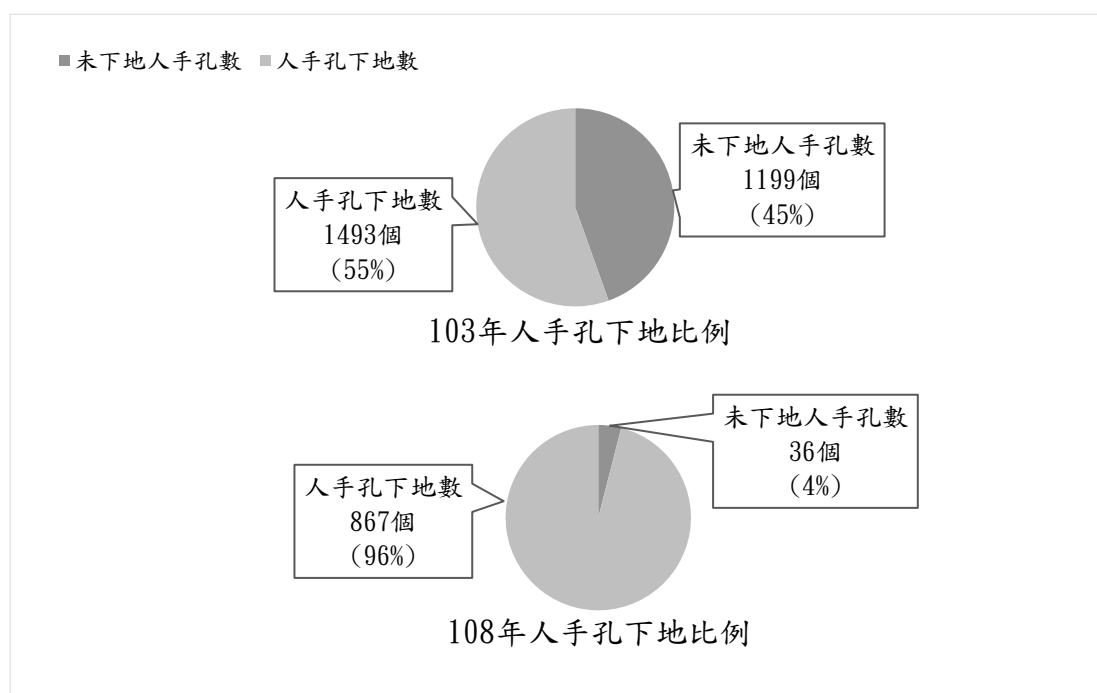 未下地人手孔數 人手孔下地數
未下地人手孔數
1199個
(45%)
人手孔下地數
1493個
(55%)
103年人手孔下地比例
未下地人手孔數
36個
(4%)
人手孔下地數
867個
(96%)
108年人手孔下地比例